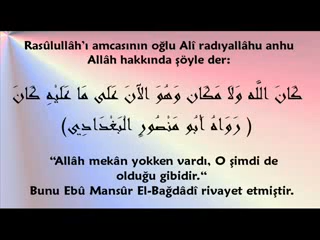 Rasûlullâh’ı amcasının oğlu Alî radıyallâhu anhu
Allâh hakkında şöyle der:
كَانَ اللَّه وَلَا مَكَان وَهُوَ الْآنَ عَلَى مَا عَلَيْهِ كَانَ
( رَوَاهُ أَبُو مَنْصُورٍ الْبَغْدَادِي)
“Allâh mekân yokken vardı, O şimdi de
olduğu gibidir.“
Bunu Ebû Mansûr El-Bağdâdî rivayet etmiştir.